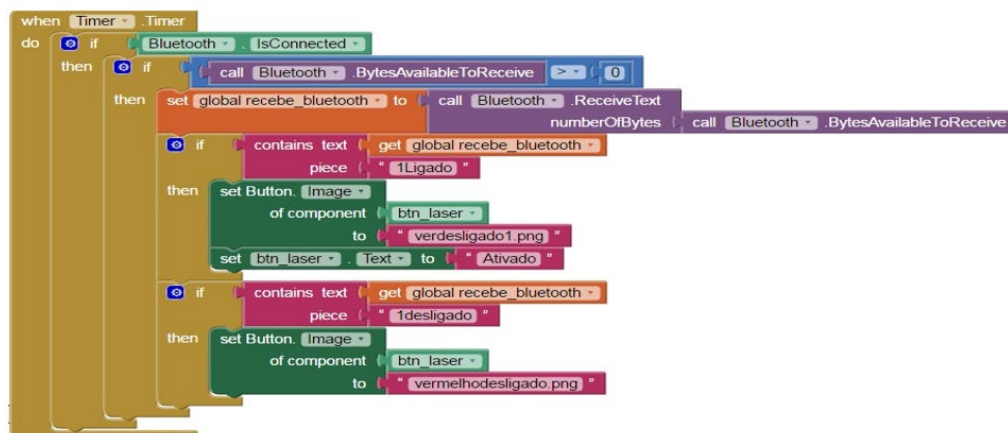 when Timer .Timer
do if Bluetooth . IsConnected
then if call Bluetooth .BytesAvailableToReceive > 0
then set global recebe_bluetooth to call Bluetooth .ReceiveText
numberOfBytes call Bluetooth .BytesAvailableToReceive
if contains text get global recebe_bluetooth
piece " 1Ligado "
then set Button. Image
of component btn_laser
to " verdesligado1.png "
set btn_laser . Text to " Ativado "
if contains text get global recebe_bluetooth
piece " 1desligado "
then set Button. Image
of component btn_laser
to " vermelhodesligado.png "